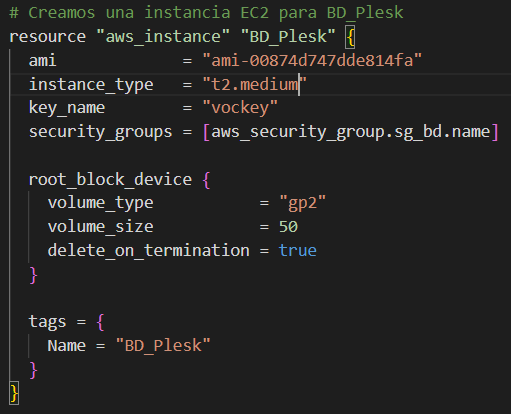 # Creamos una instancia EC2 para BD_Plesk
resource "aws_instance" "BD_Plesk" {
  ami             = "ami-00874d747dde814fa"
  instance_type   = "t2.medium"
  key_name        = "vockey"
  security_groups = [aws_security_group.sg_bd.name]

  root_block_device {
    volume_type           = "gp2"
    volume_size           = 50
    delete_on_termination = true
  }

  tags = {
    Name = "BD_Plesk"
  }
}